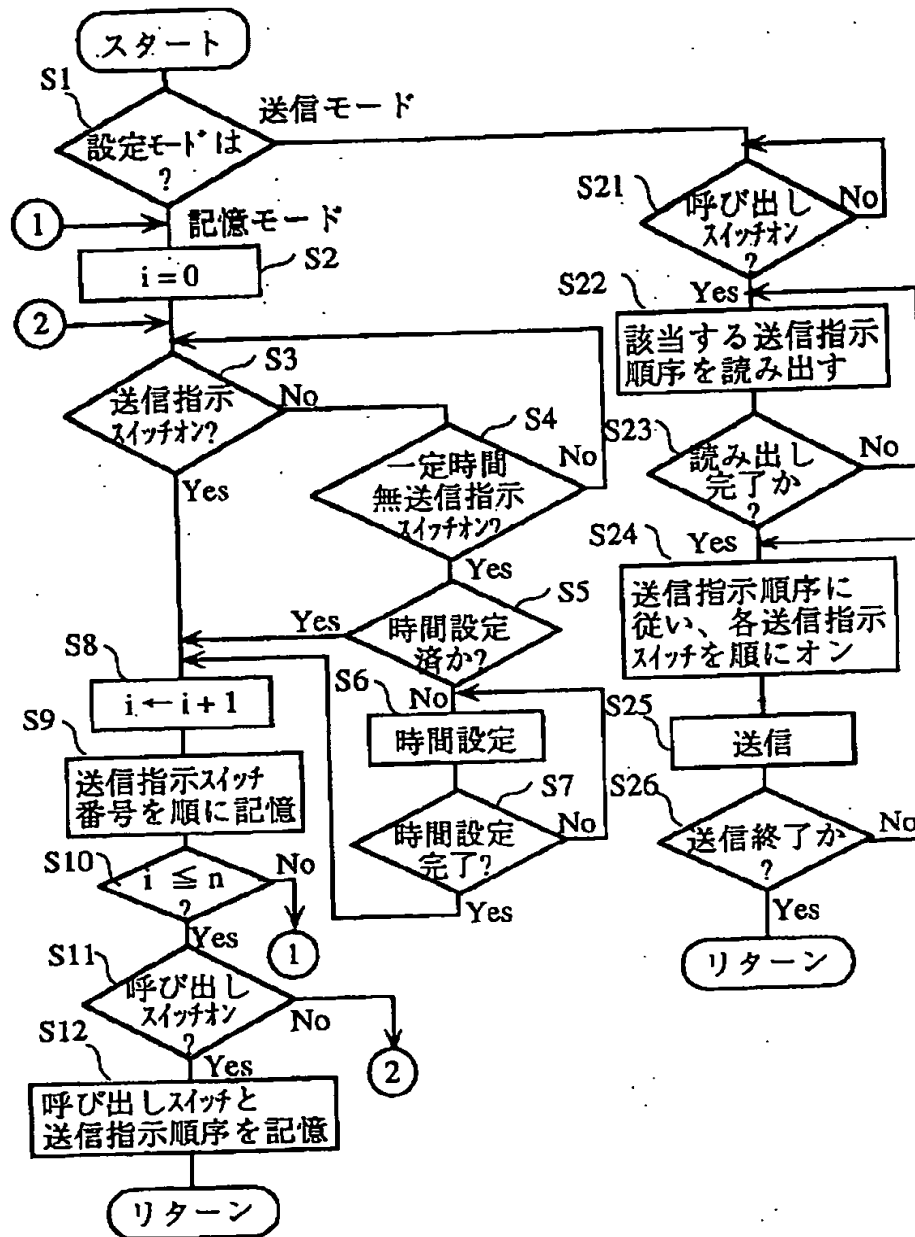 スタート
S1
設定モードは
?
送信モード
①
記憶モード
S2
i = 0
②
S3
送信指示
スイッチオン?
No
Yes
S4
一定時間
無送信指示
スイッチオン?
No
Yes
S5
時間設定
済か?
Yes
No
S6
時間設定
S7
時間設定
完了?
No
Yes
S8
i ← i + 1
S9
送信指示スイッチ
番号を順に記憶
S10
i ≦ n
?
No
①
Yes
S11
呼び出し
スイッチオン
?
No
②
Yes
S12
呼び出しスイッチと
送信指示順序を記憶
リターン
S21
呼び出し
スイッチオン
?
No
Yes
S22
該当する送信指示
順序を読み出す
S23
読み出し
完了か
?
No
Yes
S24
送信指示順序に
従い、各送信指示
スイッチを順にオン
S25
送信
S26
送信終了か
?
No
Yes
リターン